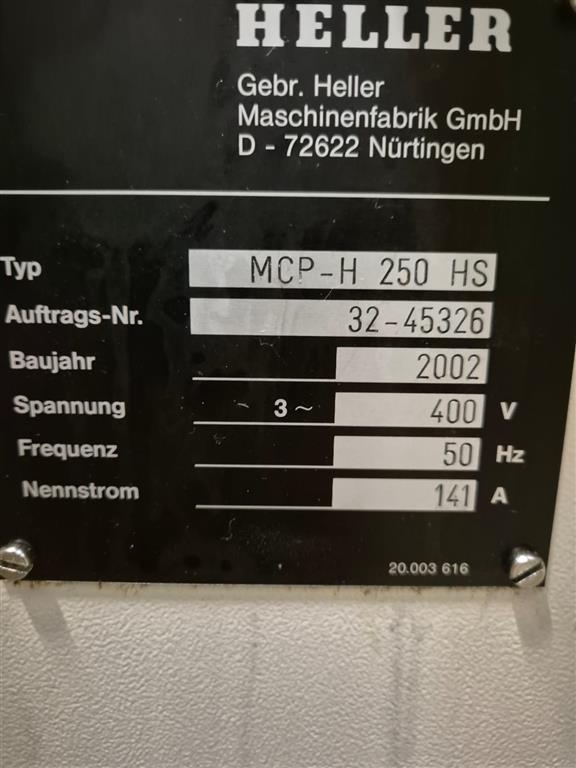 HELLER
Gebr. Heller
Maschinenfabrik GmbH
D - 72622 Nürtingen
Typ MCP-H 250 HS
Auftrags-Nr. 32-45326
Baujahr 2002
Spannung 3~ 400 V
Frequenz 50 Hz
Nennstrom 141 A
20.003 616